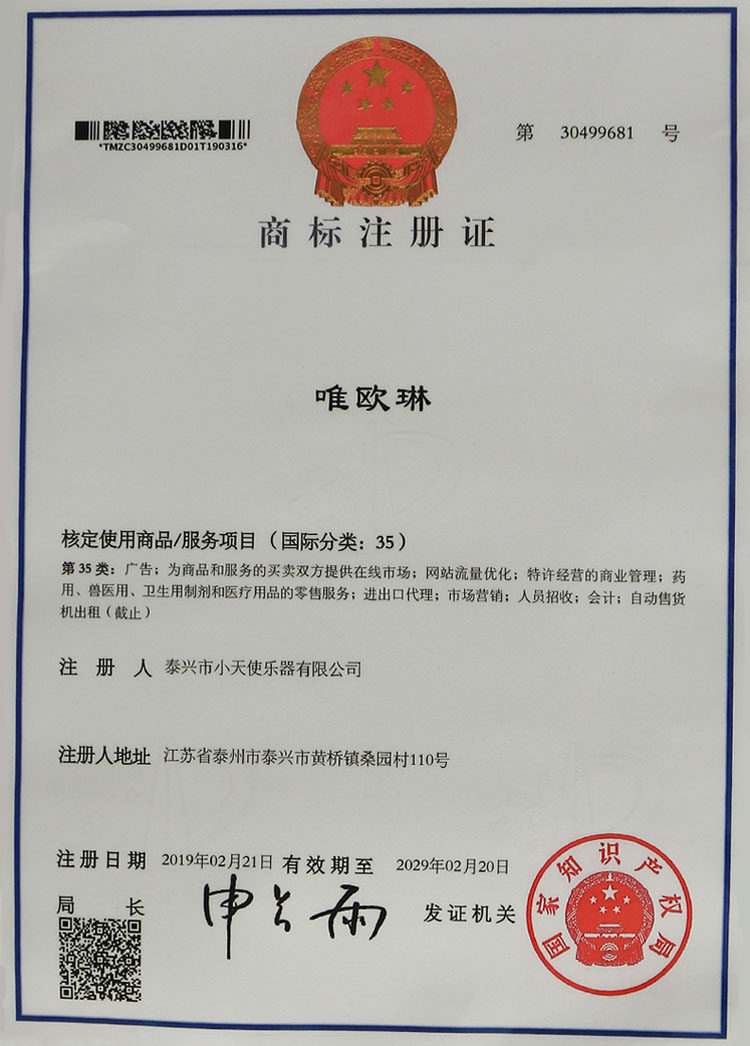 *TMZC30499681D01T190316*
第 30499681 号
商标注册证
唯欧琳
核定使用商品/服务项目（国际分类：35）
第35类：广告；为商品和服务的买卖双方提供在线市场；网站流量优化；特许经营的商业管理；药
用、兽医用、卫生用制剂和医疗用品的零售服务；进出口代理；市场营销；人员招收；会计；自动售货
机出租（截止）
注册人 泰兴市小天使乐器有限公司
注册人地址 江苏省泰州市泰兴市黄桥镇桑园村110号
注册日期 2019年02月21日 有效期至 2029年02月20日
局长 申长雨 发证机关
国家知识产权局